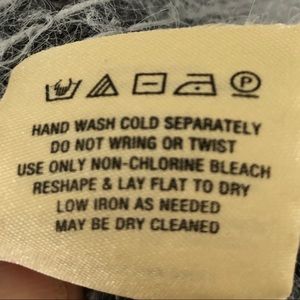 P
HAND WASH COLD SEPARATELY
DO NOT WRING OR TWIST
USE ONLY NON-CHLORINE BLEACH
RESHAPE & LAY FLAT TO DRY
LOW IRON AS NEEDED
MAY BE DRY CLEANED